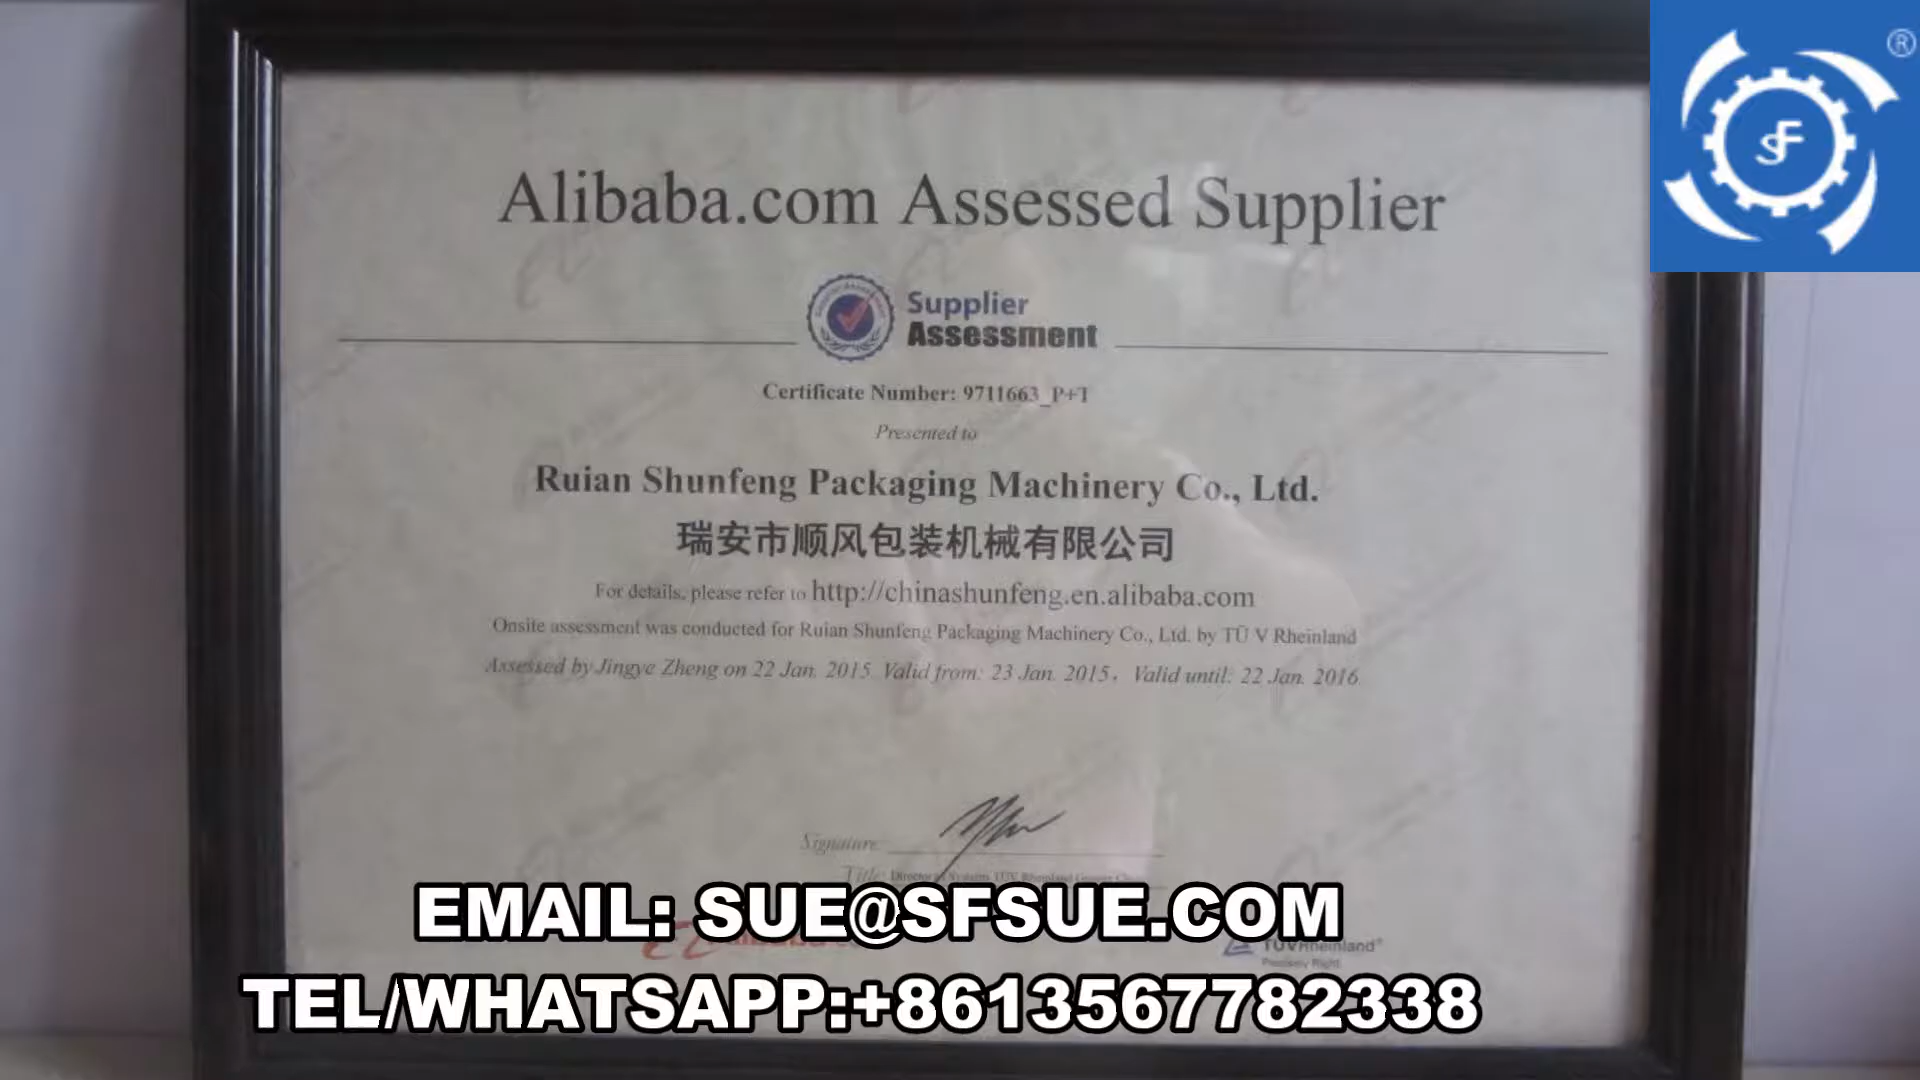 ®
SF
Alibaba.com Assessed Supplier
Supplier
Assessment
Certificate Number: 9711663_P+T
Presented to
Ruian Shunfeng Packaging Machinery Co., Ltd.
瑞安市顺风包装机械有限公司
For details, please refer to http://chinashunfeng.en.alibaba.com
Onsite assessment was conducted for Ruian Shunfeng Packaging Machinery Co., Ltd. by TÜV Rheinland
Assessed by Jingye Zheng on 22 Jan. 2015 Valid from: 23 Jan. 2015, Valid until: 22 Jan. 2016
Signature
Title:
EMAIL: SUE@SFSUE.COM
TÜVRheinland®
Precisely Right.
TEL/WHATSAPP:+8613567782338